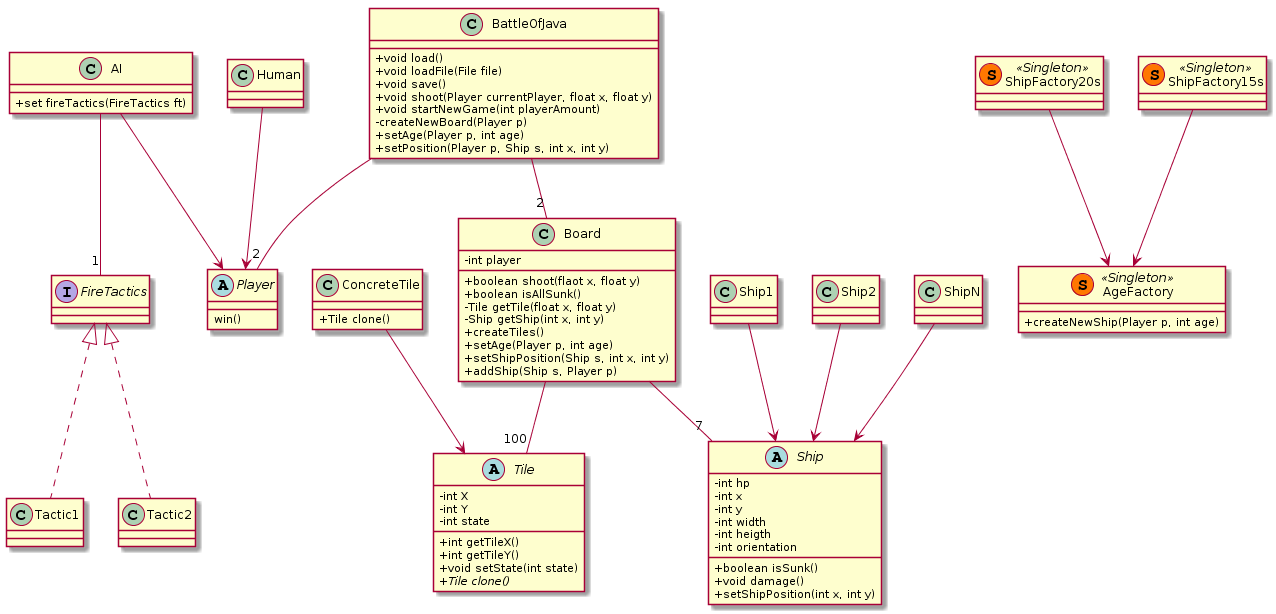 C BattleOfJava
+void load()
+void loadFile(File file)
+void save()
+void shoot(Player currentPlayer, float x, float y)
+void startNewGame(int playerAmount)
-createNewBoard(Player p)
+setAge(Player p, int age)
+setPosition(Player p, Ship s, int x, int y)
C AI
+set fireTactics(FireTactics ft)
C Human
S «Singleton»
ShipFactory20s
S «Singleton»
ShipFactory15s
1
2
2
I FireTactics
A Player
win()
C ConcreteTile
+Tile clone()
C Board
-int player
+boolean shoot(flaot x, float y)
+boolean isAllSunk()
-Tile getTile(float x, float y)
-Ship getShip(int x, int y)
+createTiles()
+setAge(Player p, int age)
+setShipPosition(Ship s, int x, int y)
+addShip(Ship s, Player p)
C Ship1
C Ship2
C ShipN
S «Singleton»
AgeFactory
+createNewShip(Player p, int age)
100
7
C Tactic1
C Tactic2
A Tile
-int X
-int Y
-int state
+int getTileX()
+int getTileY()
+void setState(int state)
+Tile clone()
A Ship
-int hp
-int x
-int y
-int width
-int heigth
-int orientation
+boolean isSunk()
+void damage()
+setShipPosition(int x, int y)